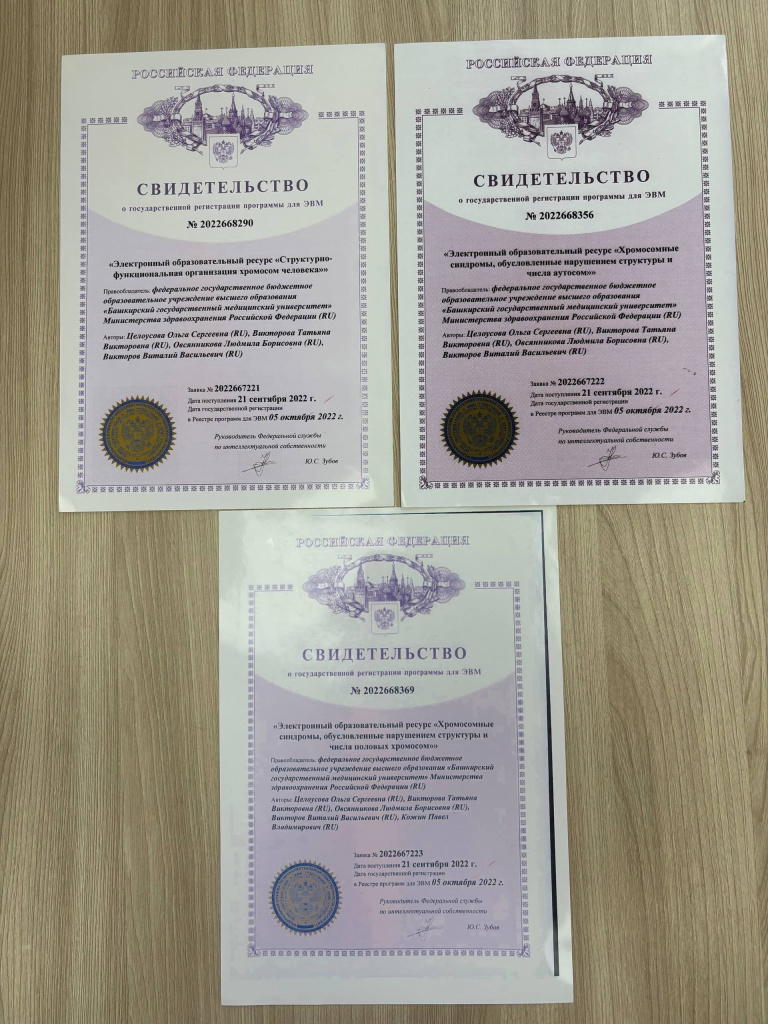 РОССИЙСКАЯ ФЕДЕРАЦИЯ
СВИДЕТЕЛЬСТВО
о государственной регистрации программы для ЭВМ
№ 2022668290
«Электронный образовательный ресурс «Структурно-
функциональная организация хромосом человека»»
Правообладатель: федеральное государственное бюджетное
образовательное учреждение высшего образования
«Башкирский государственный медицинский университет»
Министерства здравоохранения Российской Федерации (RU)
Авторы: Целоусова Ольга Сергеевна (RU), Викторова Татьяна
Викторовна (RU), Овсянникова Людмила Борисовна (RU),
Викторов Виталий Васильевич (RU)
Заявка № 2022667221
Дата поступления 21 сентября 2022 г.
Дата государственной регистрации
в Реестре программ для ЭВМ 05 октября 2022 г.
Руководитель Федеральной службы
по интеллектуальной собственности
Ю.С. Зубов
РОССИЙСКАЯ ФЕДЕРАЦИЯ
СВИДЕТЕЛЬСТВО
о государственной регистрации программы для ЭВМ
№ 2022668356
«Электронный образовательный ресурс «Хромосомные
синдромы, обусловленные нарушением структуры и
числа аутосом»»
Правообладатель: федеральное государственное бюджетное
образовательное учреждение высшего образования
«Башкирский государственный медицинский университет»
Министерства здравоохранения Российской Федерации (RU)
Авторы: Целоусова Ольга Сергеевна (RU), Викторова Татьяна
Викторовна (RU), Овсянникова Людмила Борисовна (RU),
Викторов Виталий Васильевич (RU)
Заявка № 2022667222
Дата поступления 21 сентября 2022 г.
Дата государственной регистрации
в Реестре программ для ЭВМ 05 октября 2022 г.
Руководитель Федеральной службы
по интеллектуальной собственности
Ю.С. Зубов
РОССИЙСКАЯ ФЕДЕРАЦИЯ
СВИДЕТЕЛЬСТВО
о государственной регистрации программы для ЭВМ
№ 2022668369
«Электронный образовательный ресурс «Хромосомные
синдромы, обусловленные нарушением структуры и
числа половых хромосом»»
Правообладатель: федеральное государственное бюджетное
образовательное учреждение высшего образования «Башкирский
государственный медицинский университет» Министерства
здравоохранения Российской Федерации (RU)
Авторы: Целоусова Ольга Сергеевна (RU), Викторова Татьяна
Викторовна (RU), Овсянникова Людмила Борисовна (RU),
Викторов Виталий Васильевич (RU), Кожин Павел
Владимирович (RU)
Заявка № 2022667223
Дата поступления 21 сентября 2022 г.
Дата государственной регистрации
в Реестре программ для ЭВМ 05 октября 2022 г.
Руководитель Федеральной службы
по интеллектуальной собственности
Ю.С. Зубов